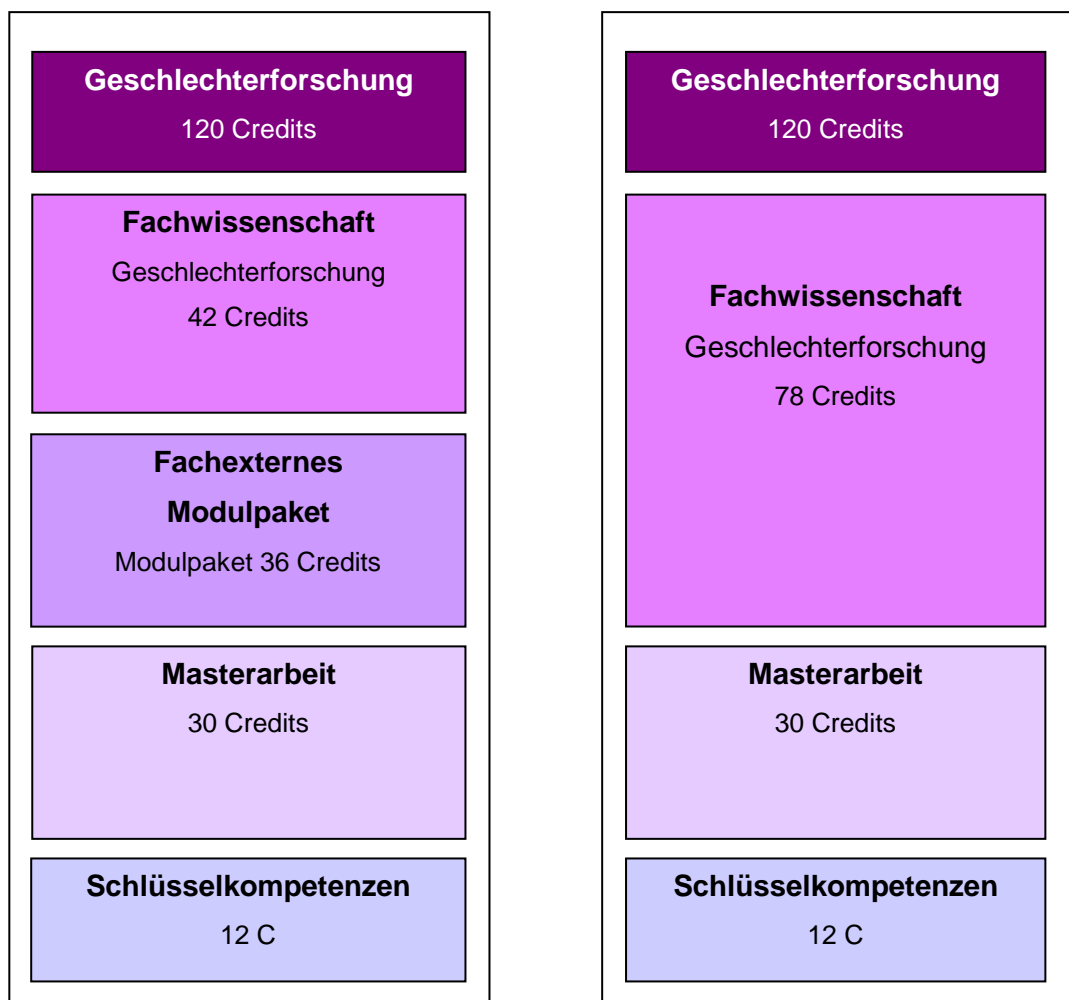 Geschlechterforschung
120 Credits
Fachwissenschaft
Geschlechterforschung
42 Credits
Fachexternes
Modulpaket
Modulpaket 36 Credits
Masterarbeit
30 Credits
Schlüsselkompetenzen
12 C
Geschlechterforschung
120 Credits
Fachwissenschaft
Geschlechterforschung
78 Credits
Masterarbeit
30 Credits
Schlüsselkompetenzen
12 C